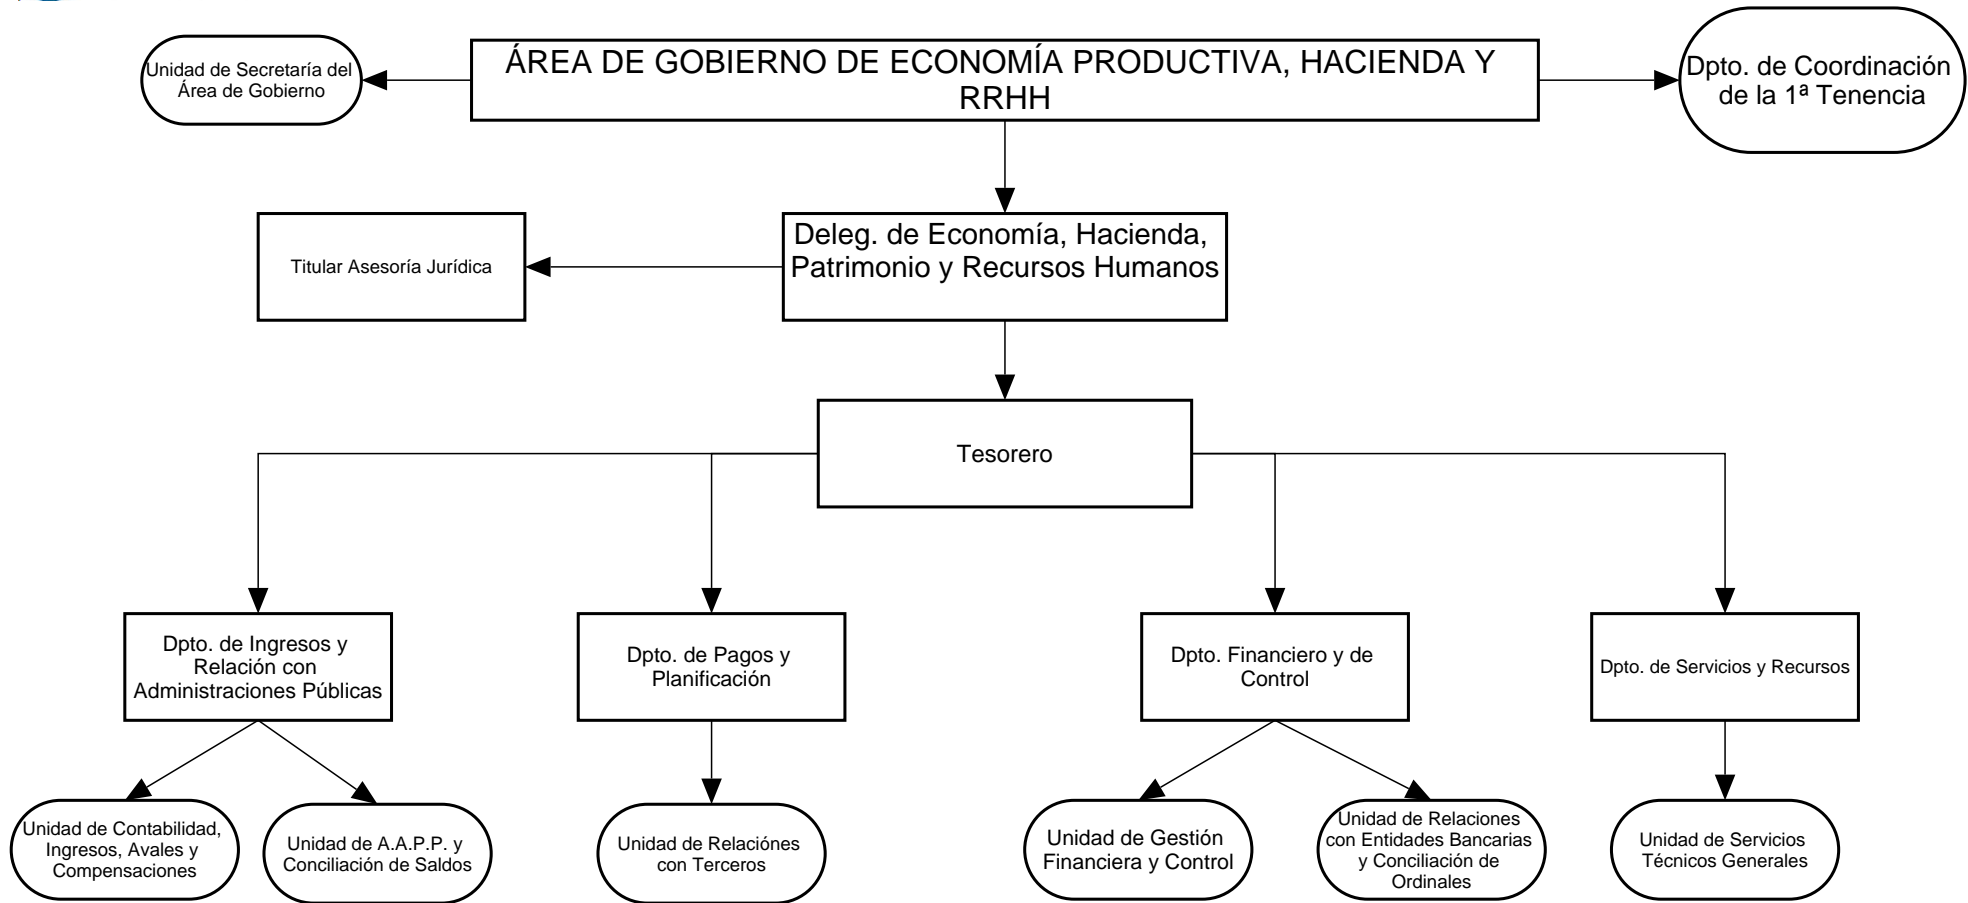 ÁREA DE GOBIERNO DE ECONOMÍA PRODUCTIVA, HACIENDA Y
RRHH
Unidad de Secretaría del
Área de Gobierno
Dpto. de Coordinación
de la 1ª Tenencia
Deleg. de Economía, Hacienda,
Patrimonio y Recursos Humanos
Titular Asesoría Jurídica
Tesorero
Dpto. de Ingresos y
Relación con
Administraciones Públicas
Dpto. de Pagos y
Planificación
Dpto. Financiero y de
Control
Dpto. de Servicios y Recursos
Unidad de Contabilidad,
Ingresos, Avales y
Compensaciones
Unidad de A.A.P.P. y
Conciliación de Saldos
Unidad de Relaciónes
con Terceros
Unidad de Gestión
Financiera y Control
Unidad de Relaciones
con Entidades Bancarias
y Conciliación de
Ordinales
Unidad de Servicios
Técnicos Generales